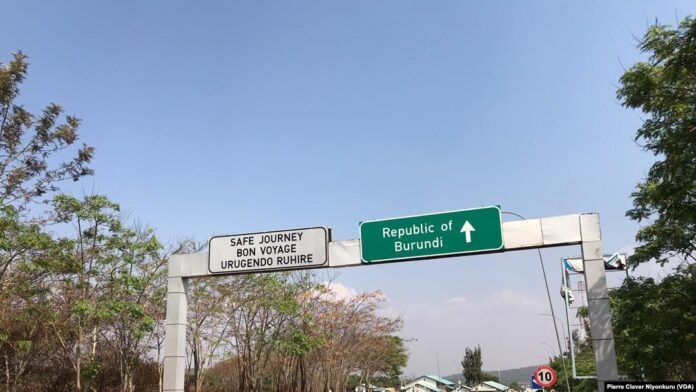 SAFE JOURNEY
BON VOYAGE
URUGENDO RUHIRE
Republic of
Burundi
10
Pierre Claver Niyonkuru (VOA)